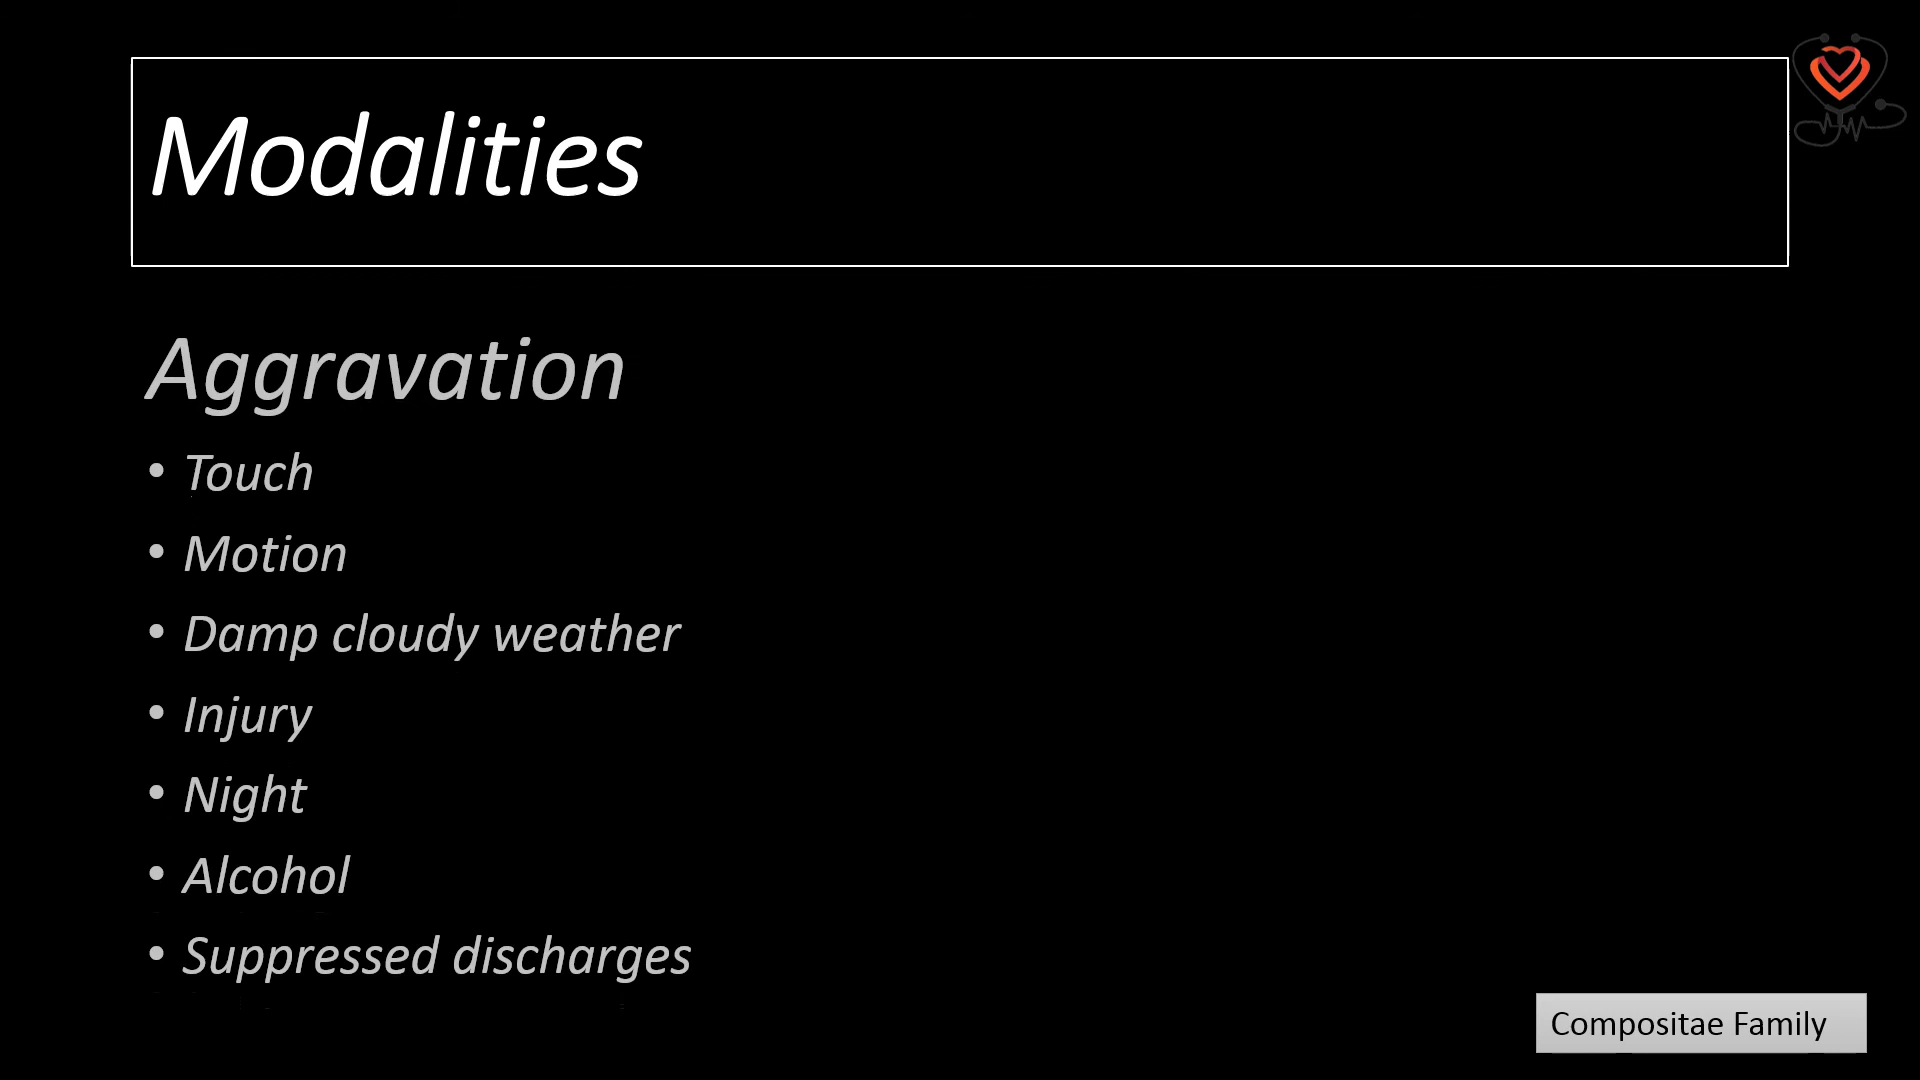 Modalities
Aggravation
• Touch
• Motion
• Damp cloudy weather
• Injury
• Night
• Alcohol
• Suppressed discharges
Compositae Family